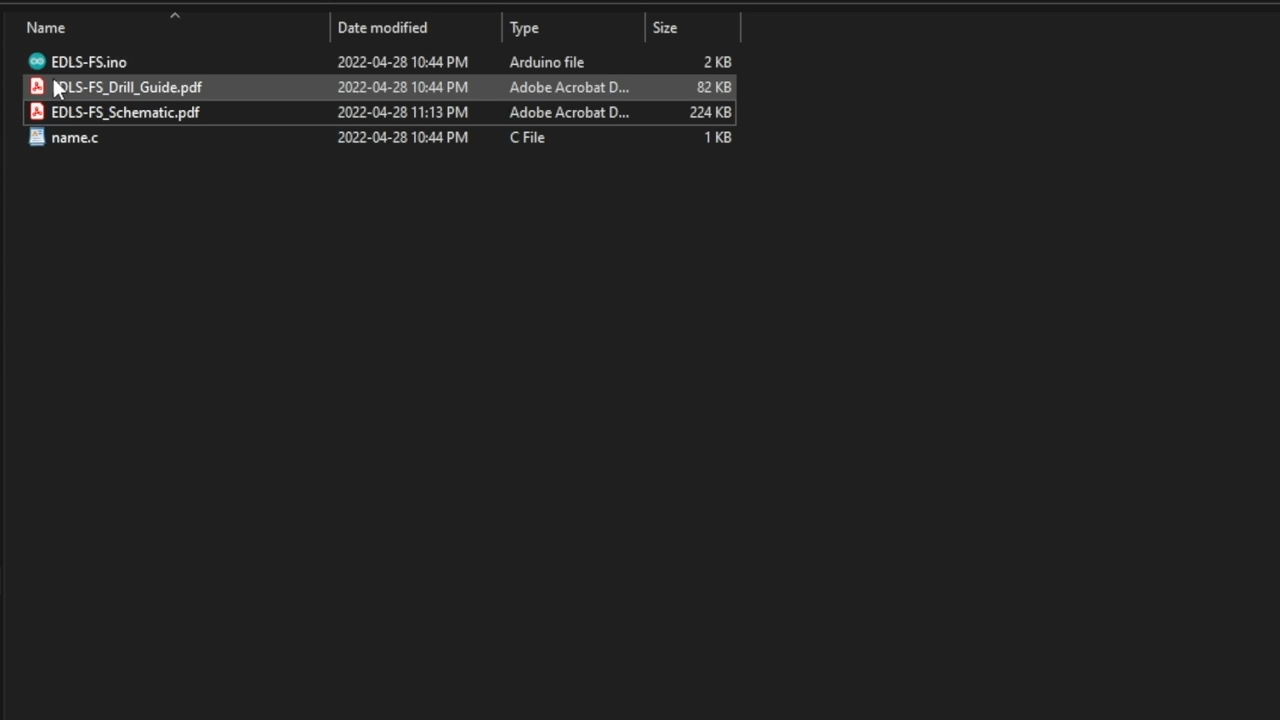 Name Date modified Type Size
EDLS-FS.ino 2022-04-28 10:44 PM Arduino file 2 KB
DLS-FS_Drill_Guide.pdf 2022-04-28 10:44 PM Adobe Acrobat D... 82 KB
EDLS-FS_Schematic.pdf 2022-04-28 11:13 PM Adobe Acrobat D... 224 KB
name.c 2022-04-28 10:44 PM C File 1 KB